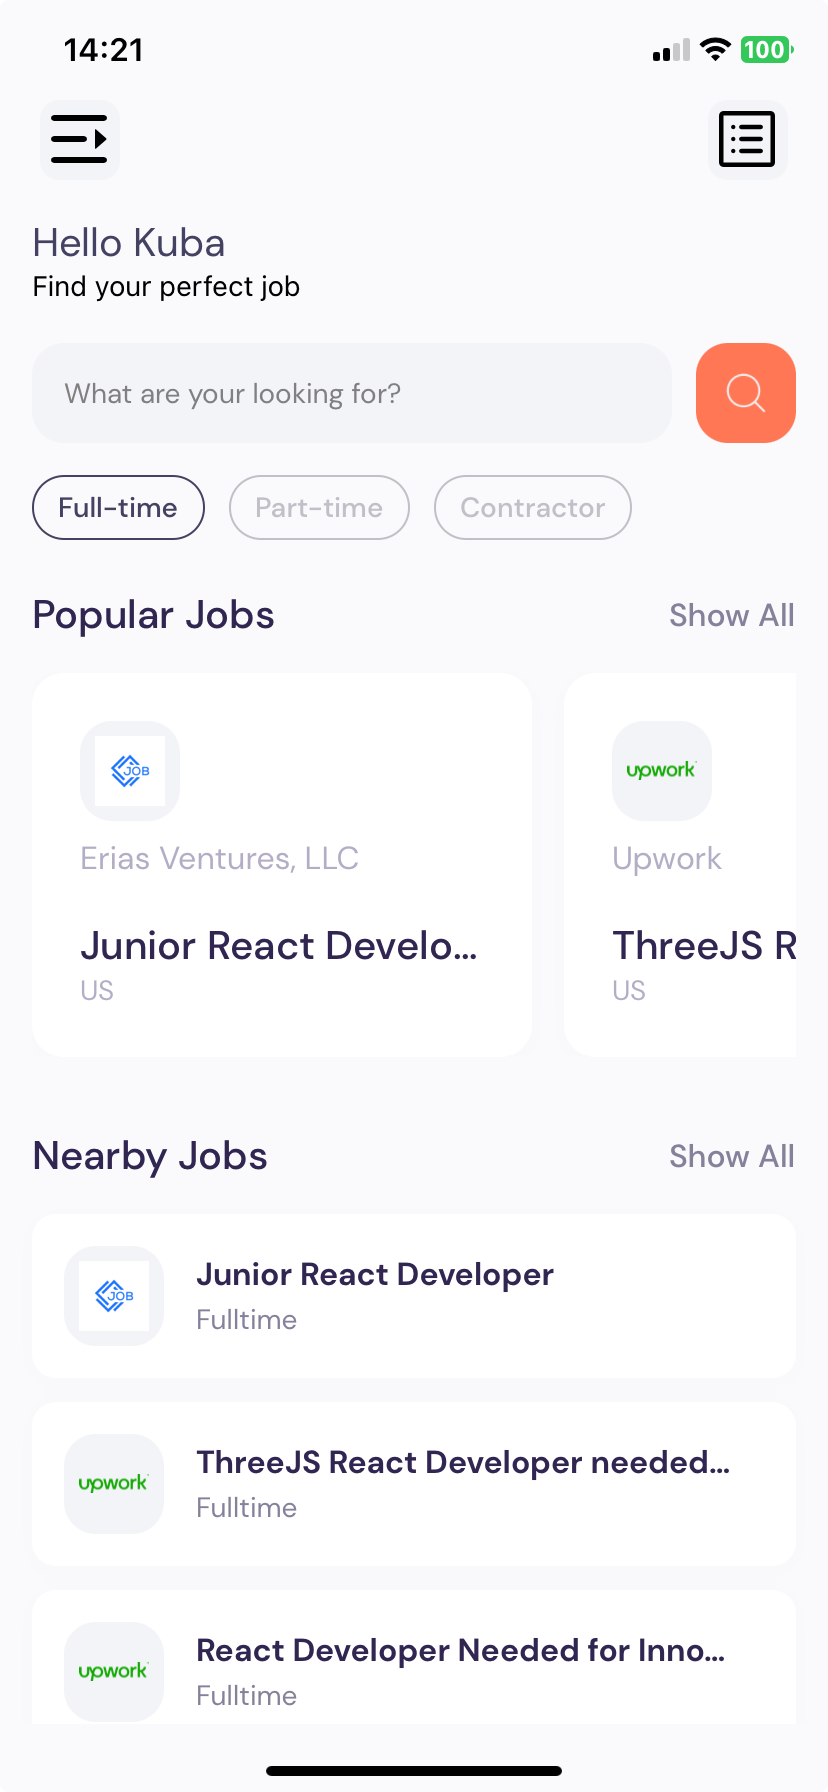 14:21
100
Hello Kuba
Find your perfect job
What are your looking for?
Full-time
Part-time
Contractor
Popular Jobs
Show All
JOB
upwork
Erias Ventures, LLC
Upwork
Junior React Develo...
ThreeJS R
US
US
Nearby Jobs
Show All
JOB
Junior React Developer
Fulltime
upwork
ThreeJS React Developer needed...
Fulltime
upwork
React Developer Needed for Inno...
Fulltime